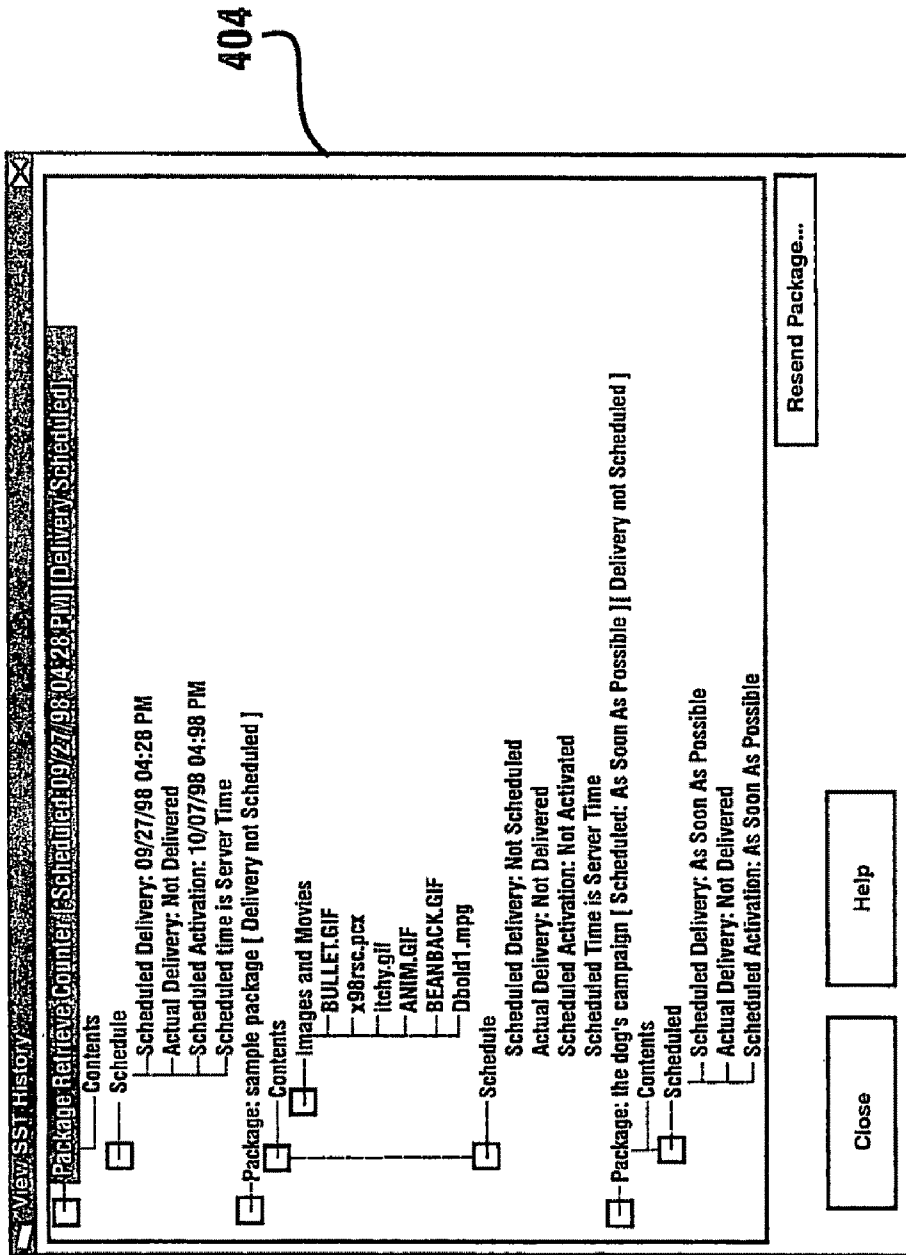 404
View SST History
Package Retrieve Counter [ Scheduled 09/27/98 04:28 PM] [Delivery Scheduled]
Contents
Schedule
Scheduled Delivery: 09/27/98 04:28 PM
Actual Delivery: Not Delivered
Scheduled Activation: 10/07/98 04:98 PM
Scheduled time is Server Time
Package: sample package [ Delivery not Scheduled ]
Contents
Images and Movies
BULLET.GIF
x98rsc.pcx
itchy.gif
ANIM.GIF
BEANBACK.GIF
Dbold1.mpg
Schedule
Scheduled Delivery: Not Scheduled
Actual Delivery: Not Delivered
Scheduled Activation: Not Activated
Scheduled Time is Server Time
Package: the dog's campaign [ Scheduled: As Soon As Possible ][ Delivery not Scheduled ]
Contents
Scheduled
Scheduled Delivery: As Soon As Possible
Actual Delivery: Not Delivered
Scheduled Activation: As Soon As Possible
Resend Package...
Close
Help